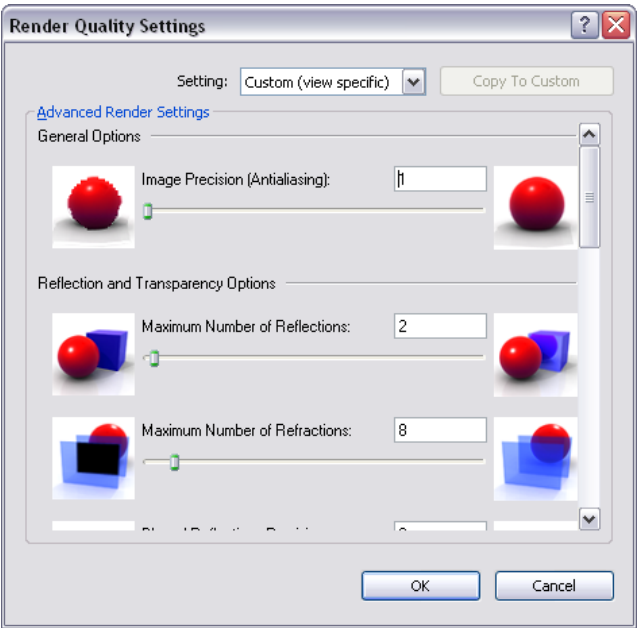 Render Quality Settings
Setting: Custom (view specific) Copy To Custom
Advanced Render Settings
General Options
Image Precision (Antialiasing): 1
Reflection and Transparency Options
Maximum Number of Reflections: 2
Maximum Number of Refractions: 8
OK Cancel